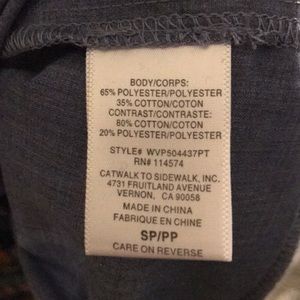 BODY/CORPS:
65% POLYESTER/POLYESTER
35% COTTON/COTON
CONTRAST/CONTRASTE:
80% COTTON/COTON
20% POLYESTER/POLYESTER
STYLE# WVP504437PT
RN# 114574
CATWALK TO SIDEWALK, INC.
4731 FRUITLAND AVENUE
VERNON, CA 90058
MADE IN CHINA
FABRIQUÉ EN CHINE
SP/PP
CARE ON REVERSE